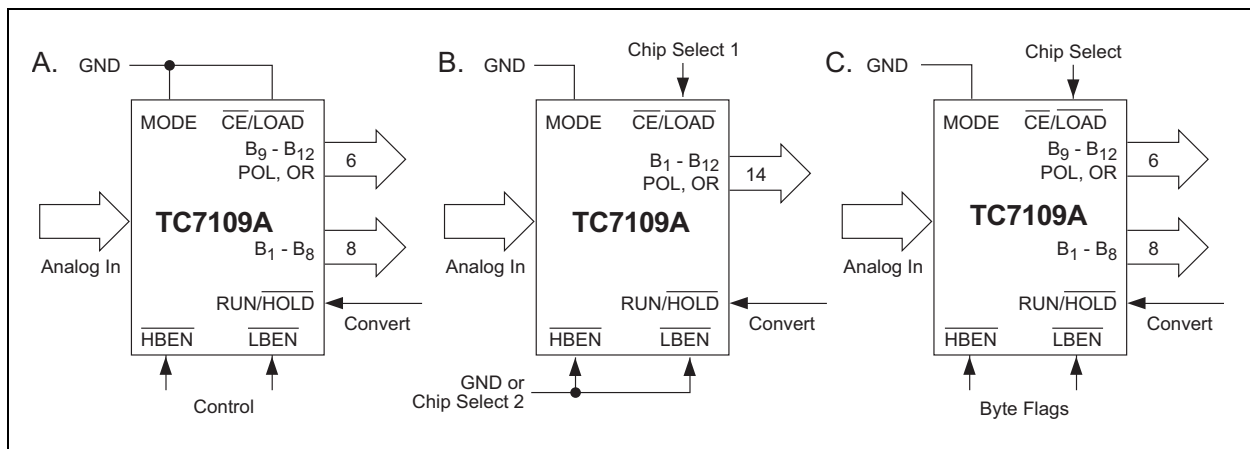 A.
GND
MODE
CE/LOAD
B9 - B12
POL, OR
6
TC7109A
B1 - B8
8
Analog In
RUN/HOLD
Convert
HBEN
LBEN
Control
B.
GND
Chip Select 1
MODE
CE/LOAD
B1 - B12
POL, OR
14
TC7109A
Analog In
RUN/HOLD
Convert
HBEN
LBEN
GND or
Chip Select 2
C.
GND
Chip Select
MODE
CE/LOAD
B9 - B12
POL, OR
6
TC7109A
B1 - B8
8
Analog In
RUN/HOLD
Convert
HBEN
LBEN
Byte Flags